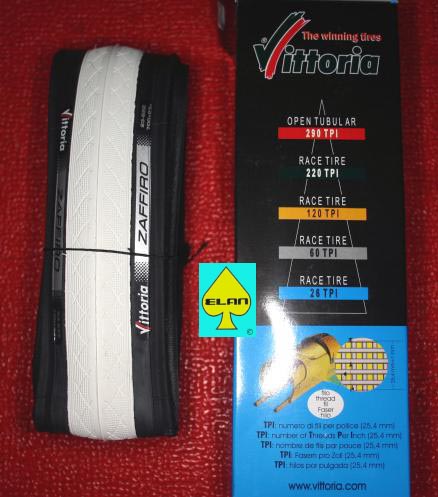 The winning tires
Vittoria
OPEN TUBULAR
290 TPI
RACE TIRE
220 TPI
RACE TIRE
120 TPI
RACE TIRE
60 TPI
RACE TIRE
26 TPI
filo
thread
fil
Faser
hilo
TPI: numero di fili per pollice (25,4 mm)
TPI: number of Threads Per Inch (25,4 mm)
TPI: nombre de fils par pouce (25,4 mm)
TPI: Fasern pro Zoll (25,4 mm)
TPI: hilos por pulgada (25,4 mm)
www.vittoria.com
Vittoria
ZAFFIRO
Vittoria
ZAFFIRO
ELAN
©